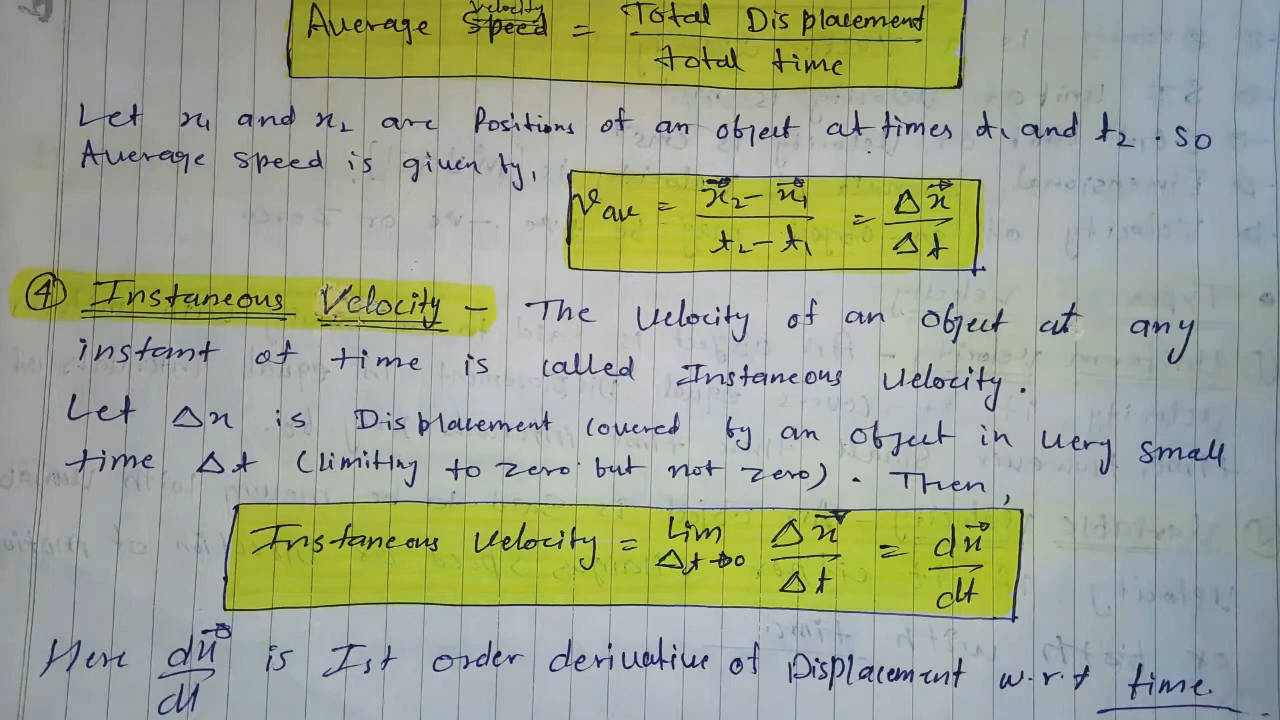 Average Speed velocity = Total Displacement / total time
Let x₁ and x₂ are Positions of an object at times t₁ and t₂. so
Average speed is given by,
V⃗av = x⃗₂ - x⃗₁ / t₂ - t₁ = Δx⃗ / Δt
④ Instaneous Velocity - The Velocity of an object at any
instant of time is called Instaneous Velocity.
Let Δx is Displacement covered by an object in very small
time Δt (limiting to zero but not zero). Then,
Instaneous Velocity = Lim Δt→0 Δx⃗ / Δt = dx⃗ / dt
Here dx⃗ / dt is Ist order derivative of Displacement w.r.t time.